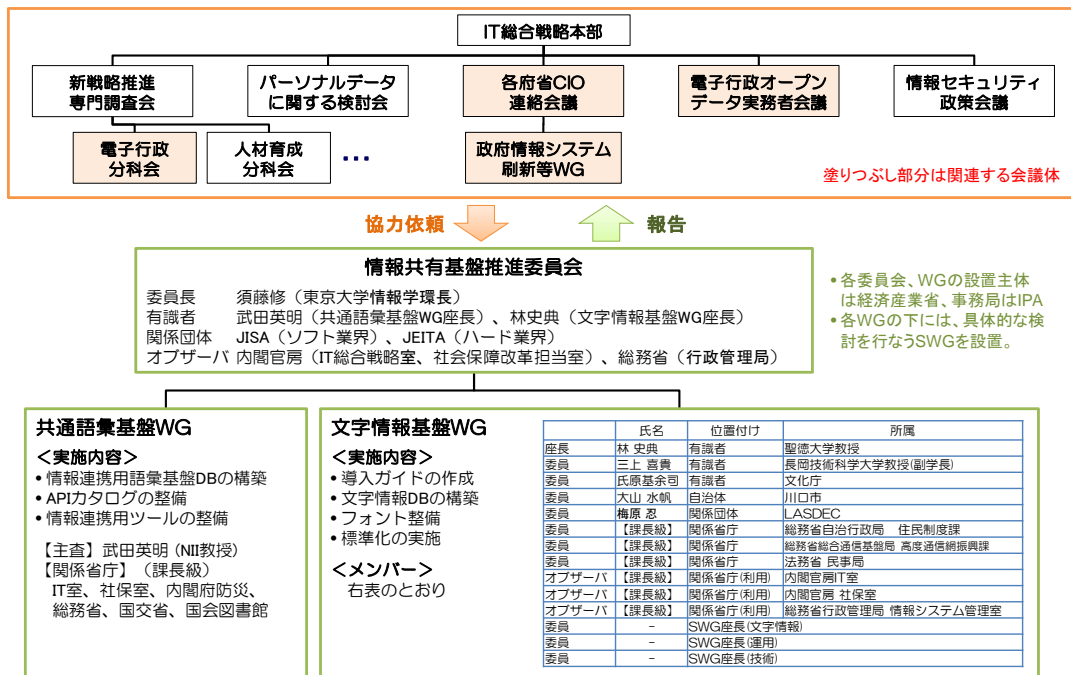 IT総合戦略本部
新戦略推進
専門調査会
パーソナルデータ
に関する検討会
各府省CIO
連絡会議
電子行政オープン
データ実務者会議
情報セキュリティ
政策会議
電子行政
分科会
人材育成
分科会
…
政府情報システム
刷新等WG
塗りつぶし部分は関連する会議体
協力依頼
報告
情報共有基盤推進委員会
委員長 須藤修（東京大学情報学環長）
有識者 武田英明（共通語彙基盤WG座長）、林史典（文字情報基盤WG座長）
関係団体 JISA（ソフト業界）、JEITA（ハード業界）
オブザーバ 内閣官房（IT総合戦略室、社会保障改革担当室）、総務省（行政管理局）
• 各委員会、WGの設置主体
は経済産業省、事務局はIPA
• 各WGの下には、具体的な検
討を行なうSWGを設置。
共通語彙基盤WG
＜実施内容＞
• 情報連携用語彙基盤DBの構築
• APIカタログの整備
• 情報連携用ツールの整備
【主査】武田英明 (NII教授)
【関係省庁】（課長級）
IT室、社保室、内閣府防災、
総務省、国交省、国会図書館
文字情報基盤WG
＜実施内容＞
• 導入ガイドの作成
• 文字情報DBの構築
• フォント整備
• 標準化の実施
＜メンバー＞
右表のとおり
氏名 位置付け 所属
座長 林 史典 有識者 聖徳大学教授
委員 三上 喜貴 有識者 長岡技術科学大学教授(副学長)
委員 氏原基余司 有識者 文化庁
委員 大山 水帆 自治体 川口市
委員 梅原 忍 関係団体 LASDEC
委員 【課長級】 関係省庁 総務省自治行政局 住民制度課
委員 【課長級】 関係省庁 総務省総合通信基盤局 高度通信網振興課
委員 【課長級】 関係省庁 法務省 民事局
オブザーバ 【課長級】 関係省庁(利用) 内閣官房IT室
オブザーバ 【課長級】 関係省庁(利用) 内閣官房 社保室
オブザーバ 【課長級】 関係省庁(利用) 総務省行政管理局 情報システム管理室
委員 － SWG座長(文字情報)
委員 － SWG座長(運用)
委員 － SWG座長(技術)